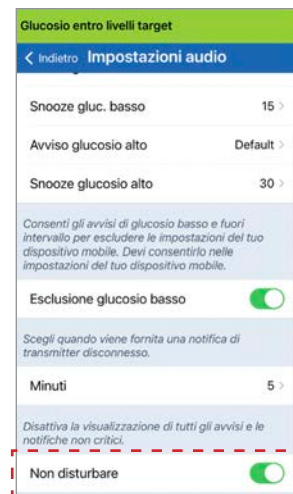 Glucosio entro livelli target
Indietro Impostazioni audio
Snooze gluc. basso 15
Avviso glucosio alto Default
Snooze glucosio alto 30
Consenti gli avvisi di glucosio basso e fuori
intervallo per escludere le impostazioni del tuo
dispositivo mobile. Devi consentirlo nelle
impostazioni del tuo dispositivo mobile.
Esclusione glucosio basso
Scegli quando viene fornita una notifica di
transmitter disconnesso.
Minuti 5
Disattiva la visualizzazione di tutti gli avvisi e le
notifiche non critici.
Non disturbare